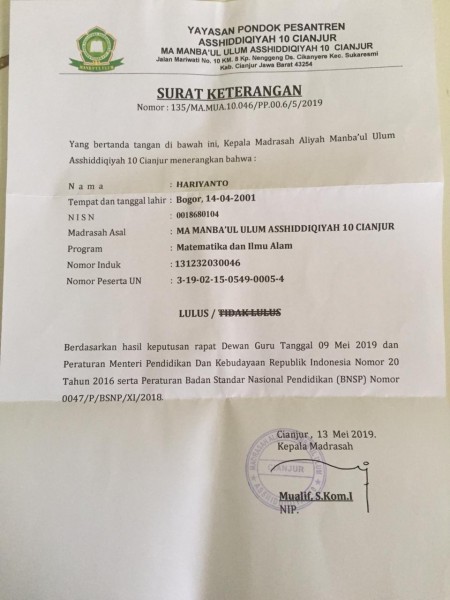 YAYASAN PONDOK PESANTREN
ASSHIDDIQIYAH 10 CIANJUR
MA MANBA'UL ULUM ASSHIDDIQIYAH 10 CIANJUR
Jalan Mariwati No. 10 KM. 8 Kp. Nenggeng Ds. Cikanyere Kec. Sukaresmi
Kab. Cianjur Jawa Barat 43254
SURAT KETERANGAN
Nomor : 135/MA.MUA.10.046/PP.00.6/5/2019
Yang bertanda tangan di bawah ini, Kepala Madrasah Aliyah Manba'ul Ulum
Asshiddiqiyah 10 Cianjur menerangkan bahwa :
N a m a : HARIYANTO
Tempat dan tanggal lahir : Bogor, 14-04-2001
N I S N : 0018680104
Madrasah Asal : MA MANBA'UL ULUM ASSHIDDIQIYAH 10 CIANJUR
Program : Matematika dan Ilmu Alam
Nomor Induk : 131232030046
Nomor Peserta UN : 3-19-02-15-0549-0005-4
LULUS / TIDAK LULUS
Berdasarkan hasil keputusan rapat Dewan Guru Tanggal 09 Mei 2019 dan
Peraturan Menteri Pendidikan Dan Kebudayaan Republik Indonesia Nomor 20
Tahun 2016 serta Peraturan Badan Standar Nasional Pendidikan (BNSP) Nomor
0047/P/BSNP/XI/2018.
Cianjur, 13 Mei 2019.
Kepala Madrasah
CIANJUR
Mualif, S.Kom.I
NIP.